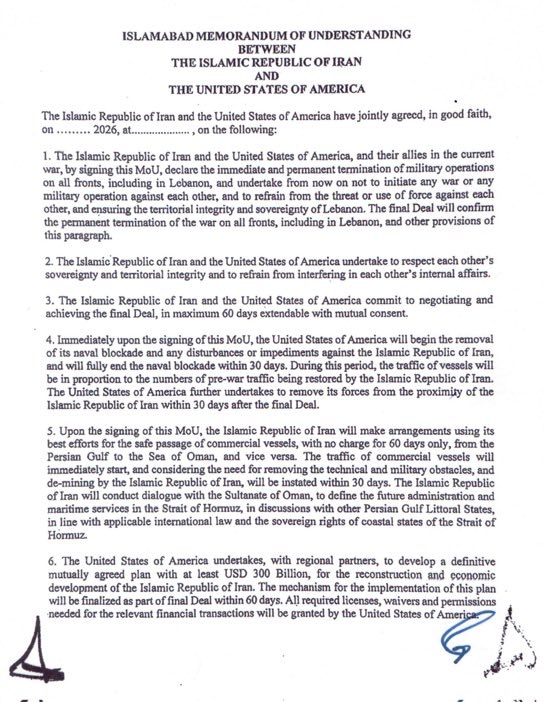 ISLAMABAD MEMORANDUM OF UNDERSTANDING
BETWEEN
THE ISLAMIC REPUBLIC OF IRAN
AND
THE UNITED STATES OF AMERICA
The Islamic Republic of Iran and the United States of America have jointly agreed, in good faith,
on ......... 2026, at..................... , on the following:
1. The Islamic Republic of Iran and the United States of America, and their allies in the current
war, by signing this MoU, declare the immediate and permanent termination of military operations
on all fronts, including in Lebanon, and undertake from now on not to initiate any war or any
military operation against each other, and to refrain from the threat or use of force against each
other, and ensuring the territorial integrity and sovereignty of Lebanon. The final Deal will confirm
the permanent termination of the war on all fronts, including in Lebanon, and other provisions of
this paragraph.
2. The Islamic Republic of Iran and the United States of America undertake to respect each other's
sovereignty and territorial integrity and to refrain from interfering in each other's internal affairs.
3. The Islamic Republic of Iran and the United States of America commit to negotiating and
achieving the final Deal, in maximum 60 days extendable with mutual consent.
4. Immediately upon the signing of this MoU, the United States of America will begin the removal
of its naval blockade and any disturbances or impediments against the Islamic Republic of Iran,
and will fully end the naval blockade within 30 days. During this period, the traffic of vessels will
be in proportion to the numbers of pre-war traffic being restored by the Islamic Republic of Iran.
The United States of America further undertakes to remove its forces from the proximity of the
Islamic Republic of Iran within 30 days after the final Deal.
5. Upon the signing of this MoU, the Islamic Republic of Iran will make arrangements using its
best efforts for the safe passage of commercial vessels, with no charge for 60 days only, from the
Persian Gulf to the Sea of Oman, and vice versa. The traffic of commercial vessels will
immediately start, and considering the need for removing the technical and military obstacles, and
de-mining by the Islamic Republic of Iran, will be instated within 30 days. The Islamic Republic
of Iran will conduct dialogue with the Sultanate of Oman, to define the future administration and
maritime services in the Strait of Hormuz, in discussions with other Persian Gulf Littoral States,
in line with applicable international law and the sovereign rights of coastal states of the Strait of
Hormuz.
6. The United States of America undertakes, with regional partners, to develop a definitive
mutually agreed plan with at least USD 300 Billion, for the reconstruction and economic
development of the Islamic Republic of Iran. The mechanism for the implementation of this plan
will be finalized as part of final Deal within 60 days. All required licenses, waivers and permissions
needed for the relevant financial transactions will be granted by the United States of America.